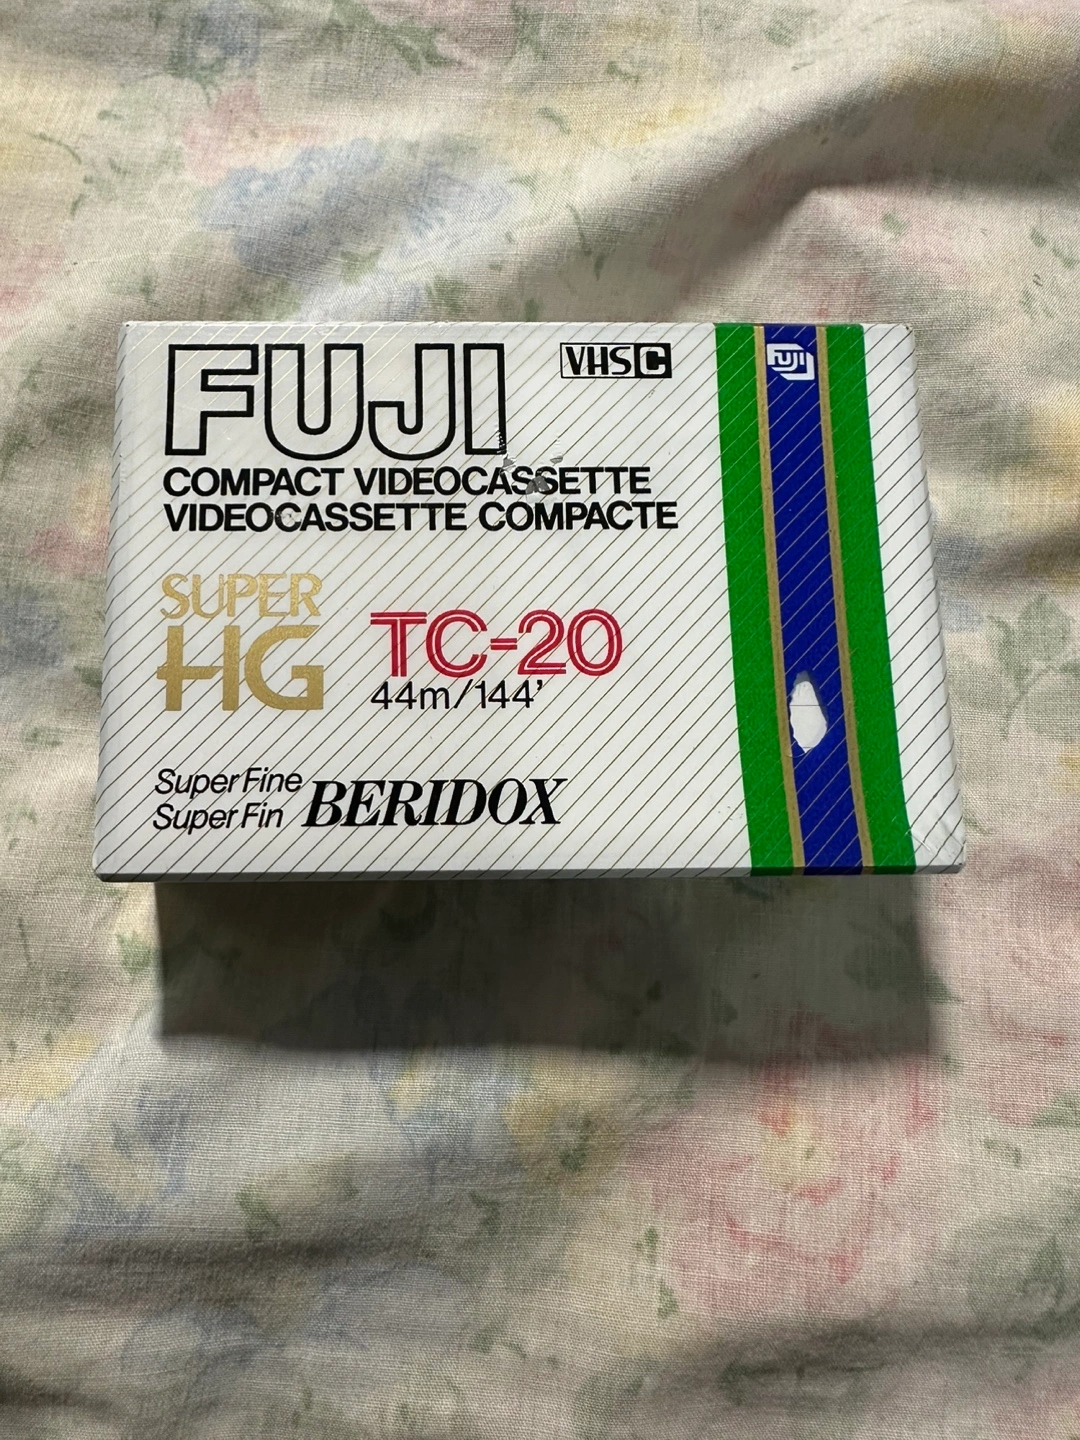 FUJI
VHS C
FUJI
COMPACT VIDEOCASSETTE
VIDEOCASSETTE COMPACTE
SUPER
HG
TC-20
44m/144'
Super Fine
Super Fin
BERIDOX